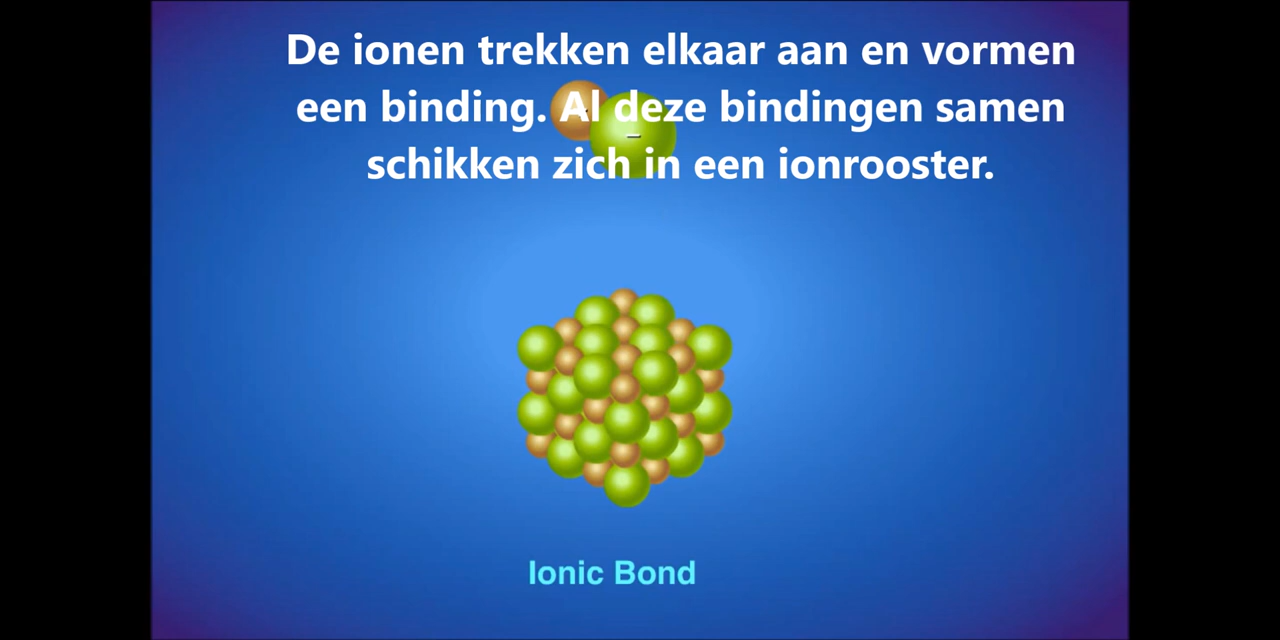 De ionen trekken elkaar aan en vormen
een binding. Al deze bindingen samen
schikken zich in een ionrooster.
–
Ionic Bond